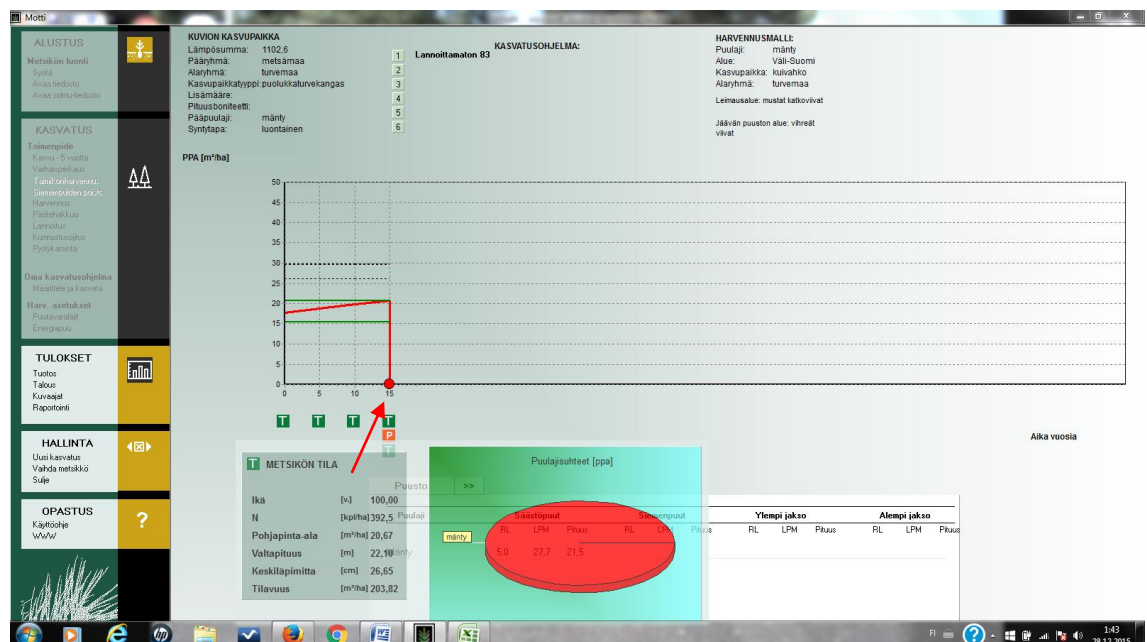 Motti
ALUSTUS
Metsikön luonti
Syötä
Avaa tiedosto
Avaa solmu-tiedosto
KASVATUS
Toimenpide
Kasvu - 5 vuotta
Varhaisperkaus
Taimikonharvennus
Siemenpuiden poisto
Harvennus
Päätehakkuu
Lannoitus
Kunnostusojitus
Pystykarsinta
Oma kasvatusohjelma
Määrittele ja kasvata
Harv. asetukset
Puutavaralajit
Energiapuu
TULOKSET
Tuotos
Talous
Kuvaajat
Raportointi
HALLINTA
Uusi kasvatus
Vaihda metsikkö
Sulje
OPASTUS
Käyttöohje
WWW
?
KUVION KASVUPAIKKA
Lämpösumma: 1102,6
Pääryhmä: metsämaa
Alaryhmä: turvemaa
Kasvupaikkatyyppi: puolukkaturvekangas
Lisämääre:
Pituusboniteetti:
Pääpuulaji: mänty
Syntytapa: luontainen
KASVATUSOHJELMA:
1 Lannoittamaton 83
2
3
4
5
6
HARVENNUSMALLI:
Puulaji: mänty
Alue: Väli-Suomi
Kasvupaikka: kuivahko
Alaryhmä: turvemaa
Leimausalue: mustat katkoviivat
Jäävän puuston alue: vihreät
viivat
PPA [m²/ha]
50
45
40
35
30
25
20
15
10
5
0
0 5 10 15
T T T T
P
T
Aika vuosia
T METSIKÖN TILA
Ikä [v.] 100,00
N [kpl/ha] 392,5
Pohjapinta-ala [m²/ha] 20,67
Valtapituus [m] 22,10
Keskiläpimitta [cm] 26,65
Tilavuus [m³/ha] 203,82
Puulajisuhteet [ppa]
mänty
Puusto >>
Puulaji Säästöpuut Siemenpuut Ylempi jakso Alempi jakso
RL LPM Pituus RL LPM Pituus RL LPM Pituus RL LPM Pituus
mänty 5,0 27,7 21,5
FI
1:43
28.12.2015